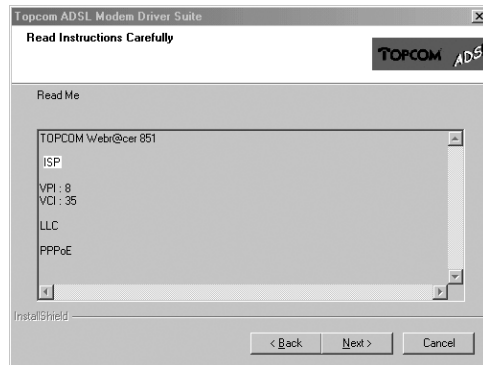 Topcom ADSL Modem Driver Suite
Read Instructions Carefully
TOPCOM ADS
Read Me
TOPCOM Webr@cer 851
ISP
VPI : 8
VCI : 35
LLC
PPPoE
InstallShield
< Back Next > Cancel